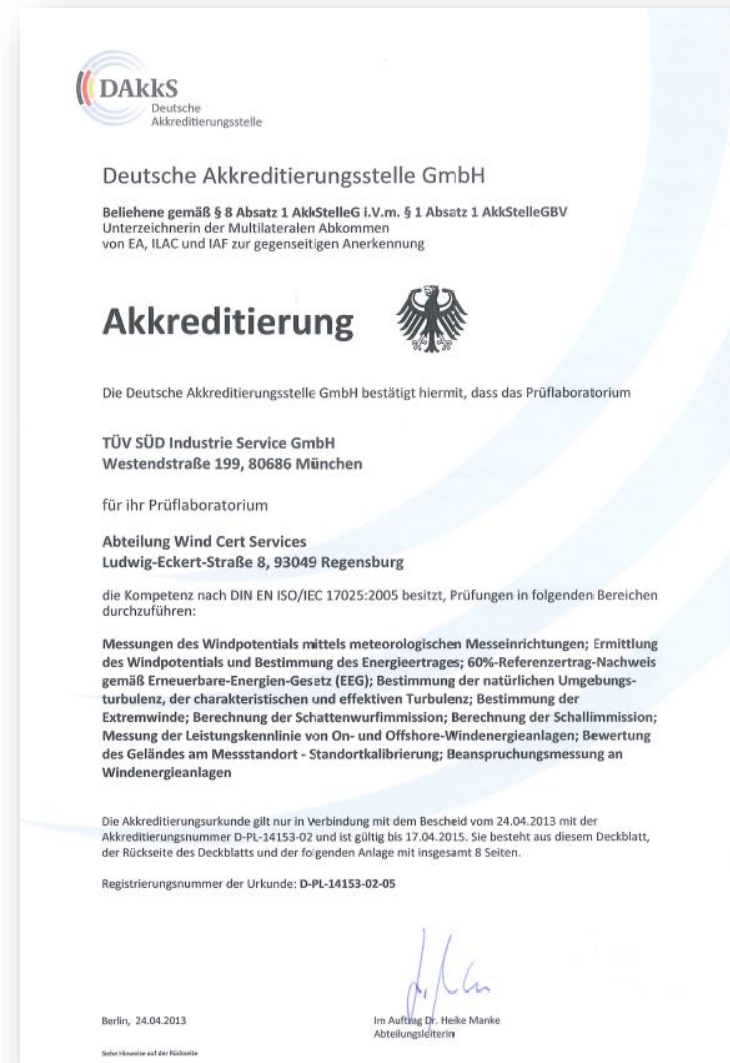 DAkkS
Deutsche
Akkreditierungsstelle
Deutsche Akkreditierungsstelle GmbH
Beliehene gemäß § 8 Absatz 1 AkkStelleG i.V.m. § 1 Absatz 1 AkkStelleGBV
Unterzeichnerin der Multilateralen Abkommen
von EA, ILAC und IAF zur gegenseitigen Anerkennung
Akkreditierung
Die Deutsche Akkreditierungsstelle GmbH bestätigt hiermit, dass das Prüflaboratorium
TÜV SÜD Industrie Service GmbH
Westendstraße 199, 80686 München
für ihr Prüflaboratorium
Abteilung Wind Cert Services
Ludwig-Eckert-Straße 8, 93049 Regensburg
die Kompetenz nach DIN EN ISO/IEC 17025:2005 besitzt, Prüfungen in folgenden Bereichen
durchzuführen:
Messungen des Windpotentials mittels meteorologischen Messeinrichtungen; Ermittlung
des Windpotentials und Bestimmung des Energieertrages; 60%-Referenzertrag-Nachweis
gemäß Erneuerbare-Energien-Gesetz (EEG); Bestimmung der natürlichen Umgebungs-
turbulenz, der charakteristischen und effektiven Turbulenz; Bestimmung der
Extremwinde; Berechnung der Schattenwurfimmission; Berechnung der Schallimmission;
Messung der Leistungskennlinie von On- und Offshore-Windenergieanlagen; Bewertung
des Geländes am Messstandort - Standortkalibrierung; Beanspruchungsmessung an
Windenergieanlagen
Die Akkreditierungsurkunde gilt nur in Verbindung mit dem Bescheid vom 24.04.2013 mit der
Akkreditierungsnummer D-PL-14153-02 und ist gültig bis 17.04.2015. Sie besteht aus diesem Deckblatt,
der Rückseite des Deckblatts und der folgenden Anlage mit insgesamt 8 Seiten.
Registrierungsnummer der Urkunde: D-PL-14153-02-05
Berlin, 24.04.2013
Im Auftrag Dr. Heike Manke
Abteilungsleiterin
Siehe Hinweise auf der Rückseite